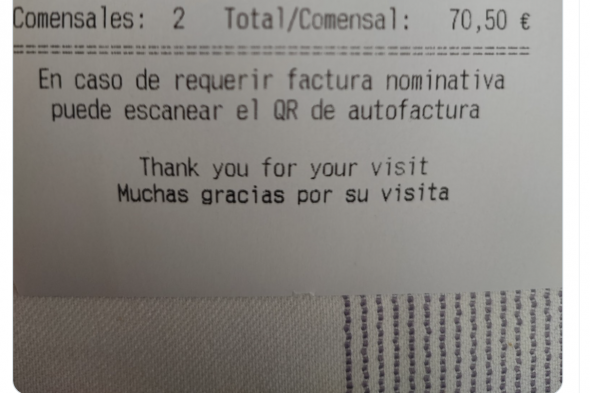 Comensales: 2 Total/Comensal: 70,50 €
================================================
En caso de requerir factura nominativa
puede escanear el QR de autofactura
Thank you for your visit
Muchas gracias por su visita